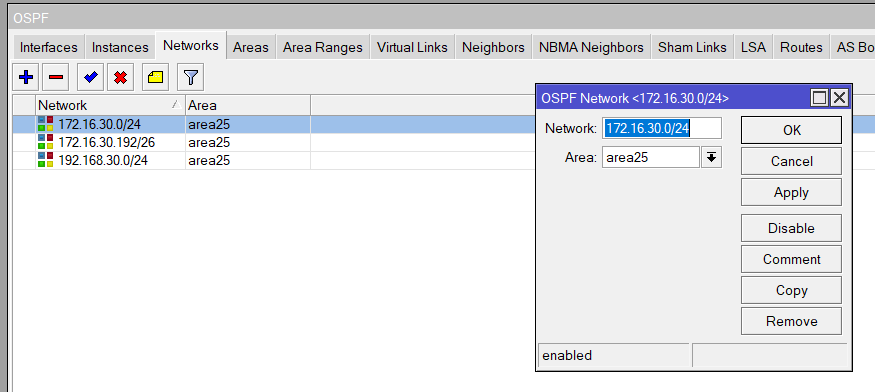 OSPF
Interfaces Instances Networks Areas Area Ranges Virtual Links Neighbors NBMA Neighbors Sham Links LSA Routes AS Bo
Network Area
172.16.30.0/24 area25
172.16.30.192/26 area25
192.168.30.0/24 area25
OSPF Network <172.16.30.0/24>
Network: 172.16.30.0/24
Area: area25
OK
Cancel
Apply
Disable
Comment
Copy
Remove
enabled